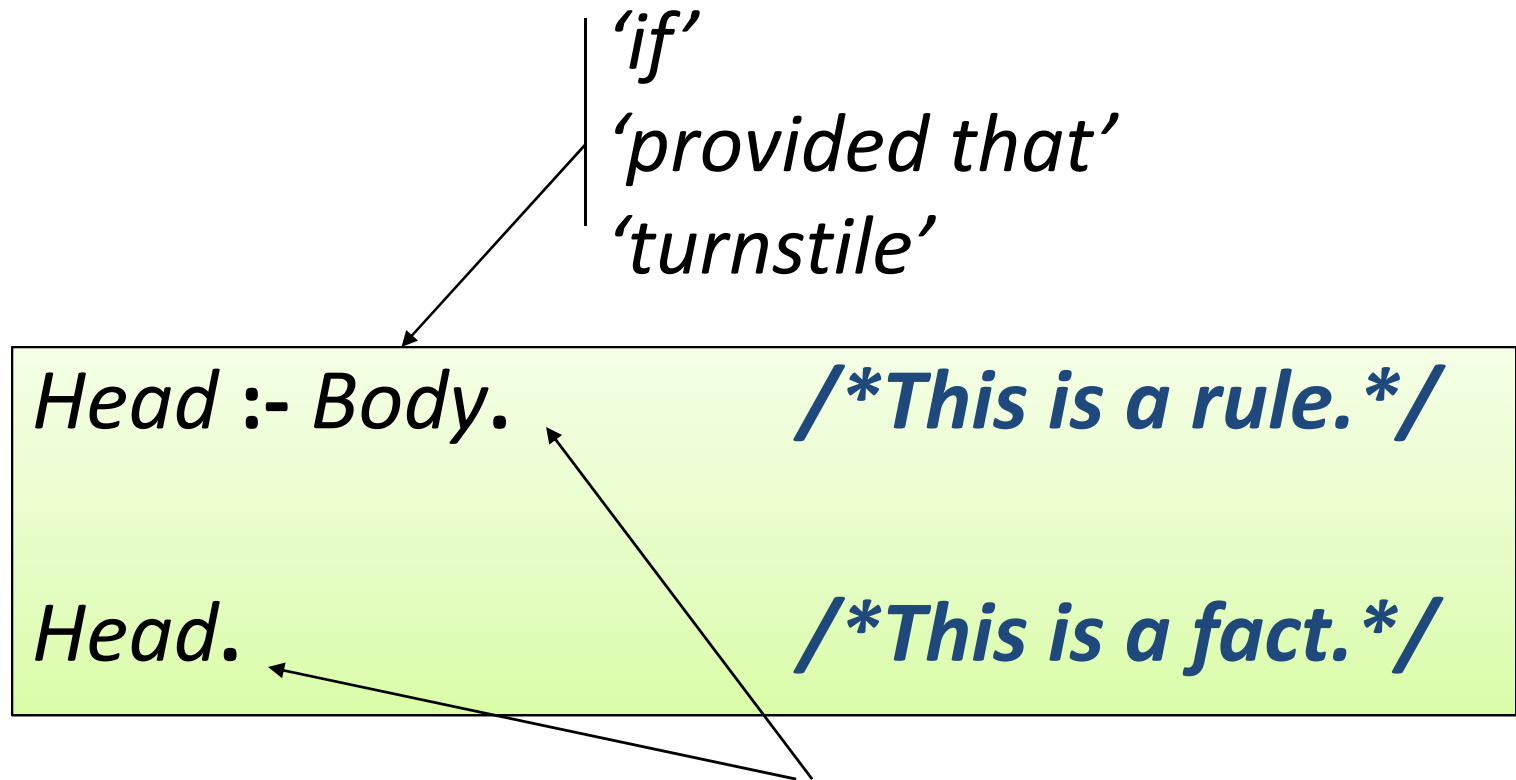 ‘if’
‘provided that’
‘turnstile’
Head :- Body. /*This is a rule.*/
Head. /*This is a fact.*/